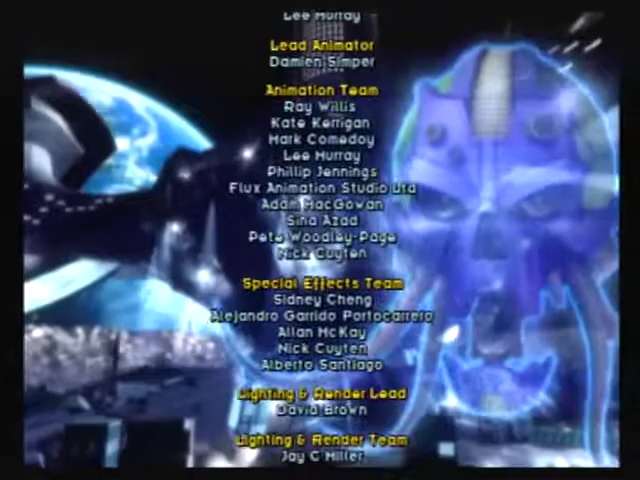 Lee Murray
Lead Animator
Damien Simper
Animation Team
Ray Willis
Kate Kerrigan
Mark Comedoy
Lee Murray
Phillip Jennings
Flux Animation Studio Ltd
Adam MacGowan
Sina Azad
Pete Woodley-Page
Nick Cuyten
Special Effects Team
Sidney Cheng
Alejandro Garrido Portocarrero
Allan McKay
Nick Cuyten
Alberto Santiago
Lighting & Render Lead
David Brown
Lighting & Render Team
Jay C Miller